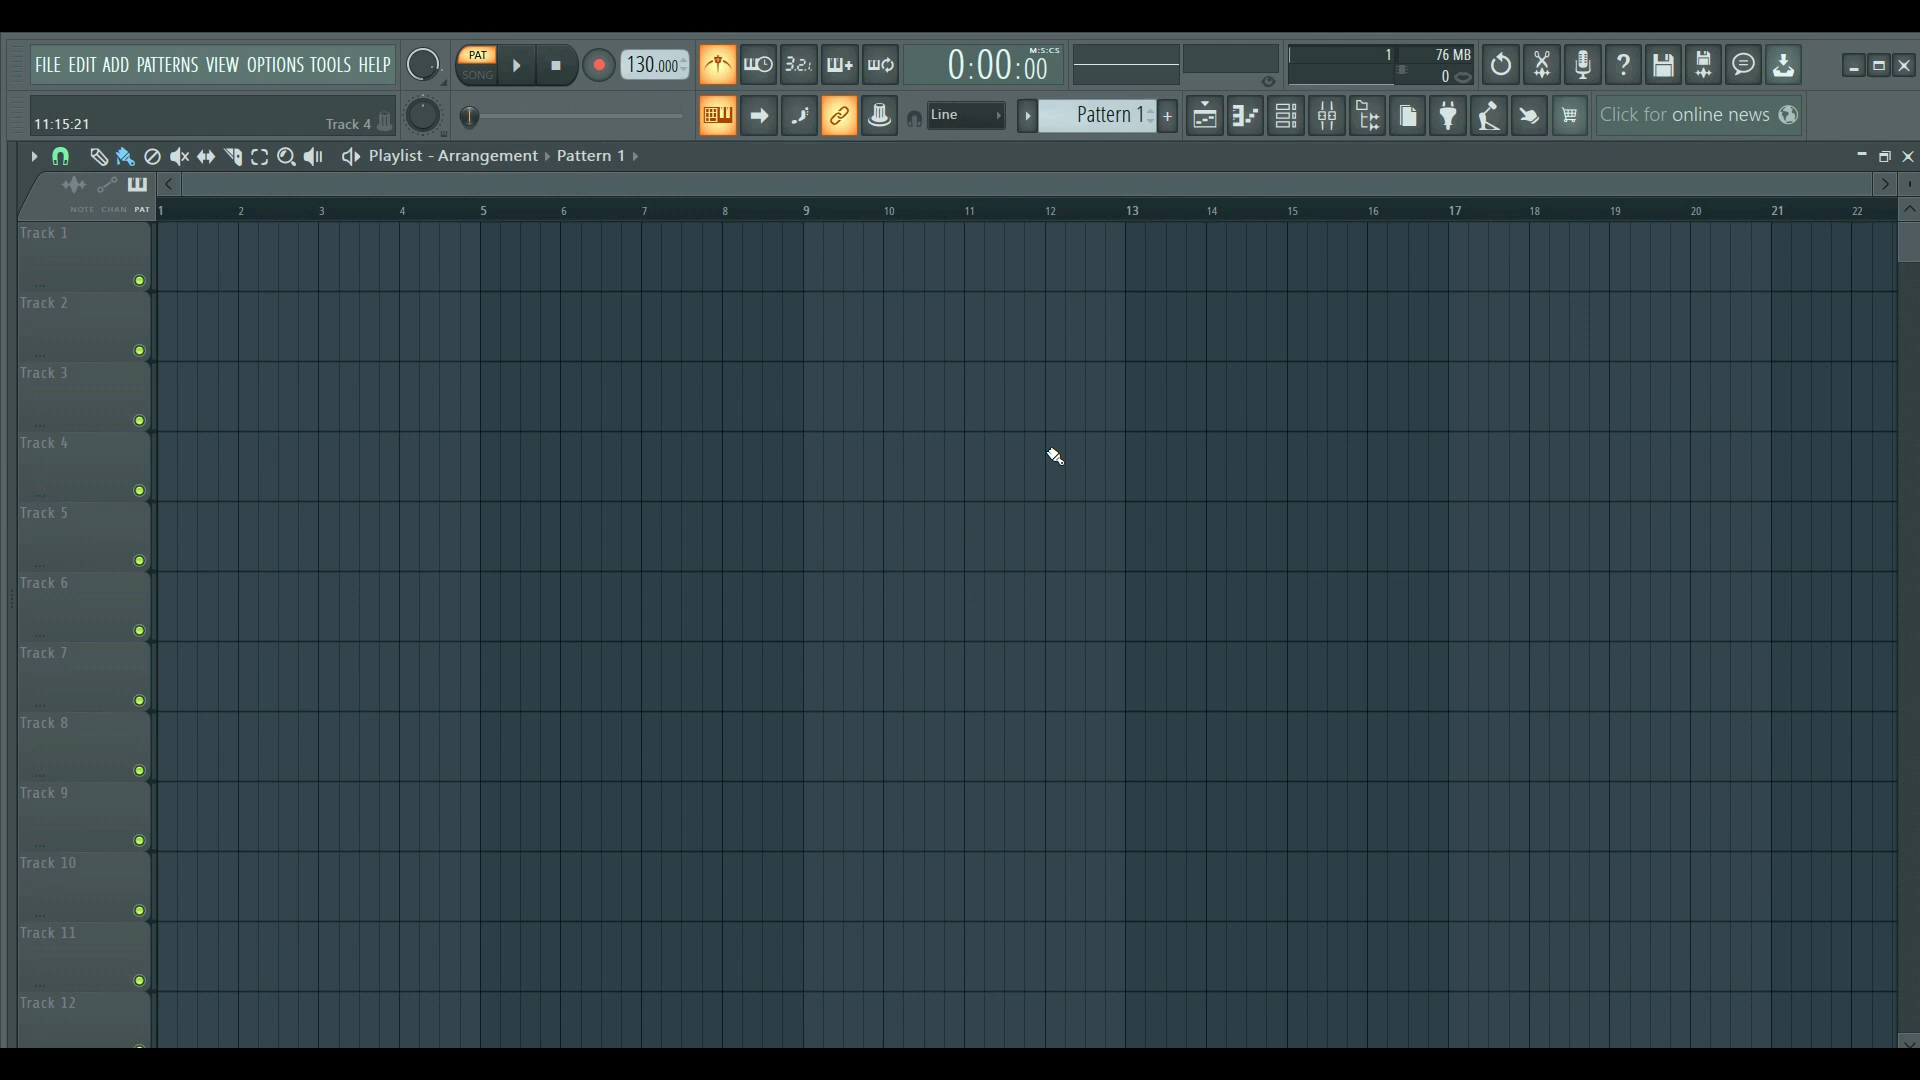 FILE EDIT ADD PATTERNS VIEW OPTIONS TOOLS HELP
PAT
SONG
130.000
3.2.
0:00:00
M:S:CS
1
76 MB
0
11:15:21
Track 4
Line
Pattern 1
+
Click for online news
Playlist - Arrangement
Pattern 1
NOTE CHAN PAT
1 2 3 4 5 6 7 8 9 10 11 12 13 14 15 16 17 18 19 20 21 22
Track 1
Track 2
Track 3
Track 4
Track 5
Track 6
Track 7
Track 8
Track 9
Track 10
Track 11
Track 12